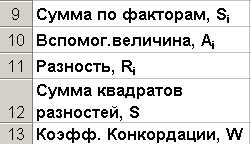 9 Сумма по факторам, Si
10 Вспомог.величина, Ai
11 Разность, Ri
Сумма квадратов
12 разностей, S
13 Коэфф. Конкордации, W